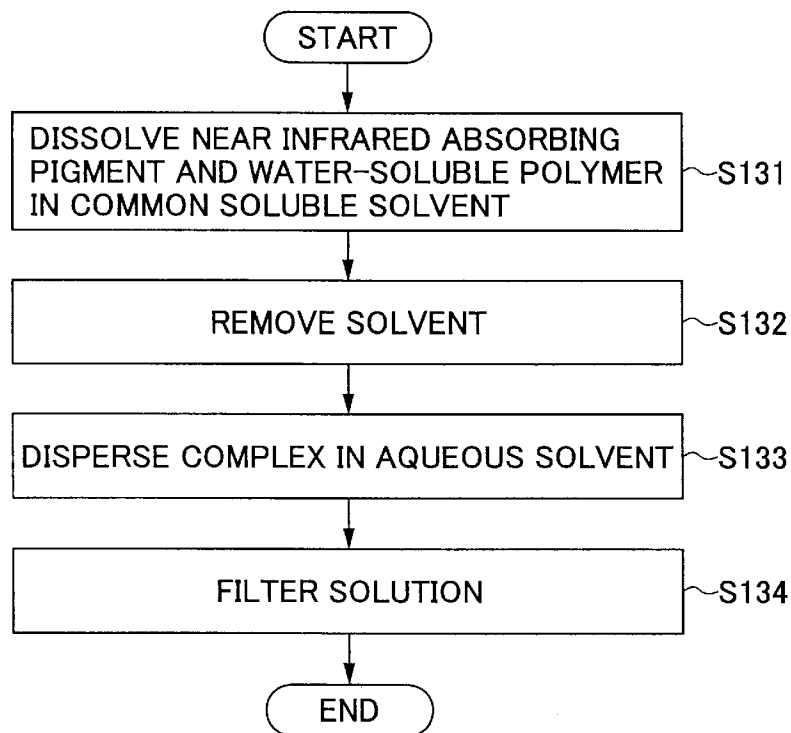 START
DISSOLVE NEAR INFRARED ABSORBING
PIGMENT AND WATER-SOLUBLE POLYMER
IN COMMON SOLUBLE SOLVENT
S131
REMOVE SOLVENT
S132
DISPERSE COMPLEX IN AQUEOUS SOLVENT
S133
FILTER SOLUTION
S134
END